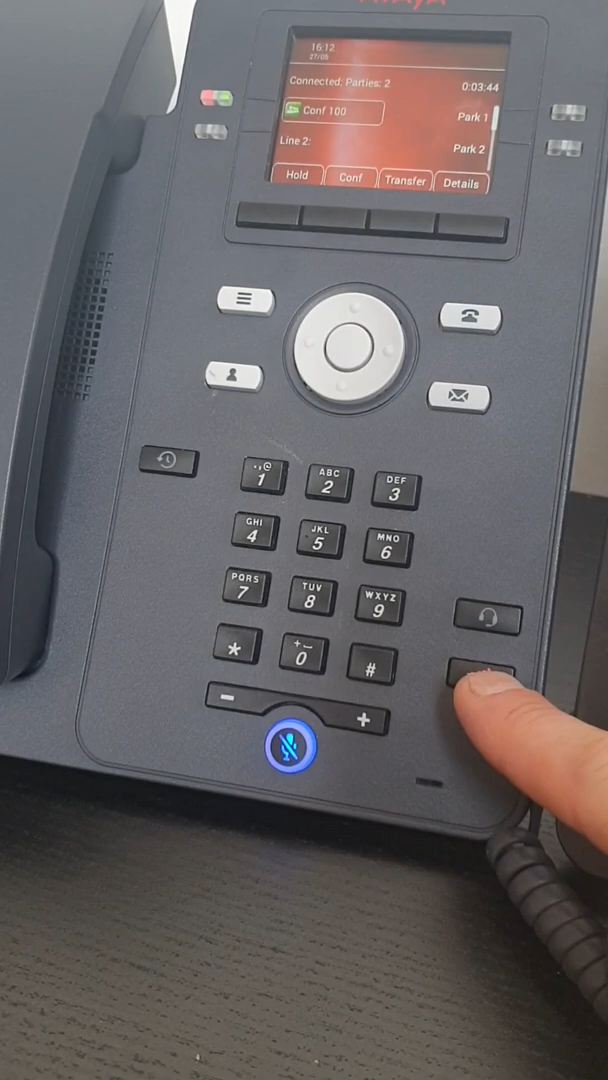 AVAYA
16:12
27/05
Connected: Parties: 2 0:03:44
Conf 100 Park 1
Line 2: Park 2
Hold Conf Transfer Details
.,@ ABC DEF
1 2 3
GHI JKL MNO
4 5 6
PQRS TUV WXYZ
7 8 9
+
* 0 #
- +